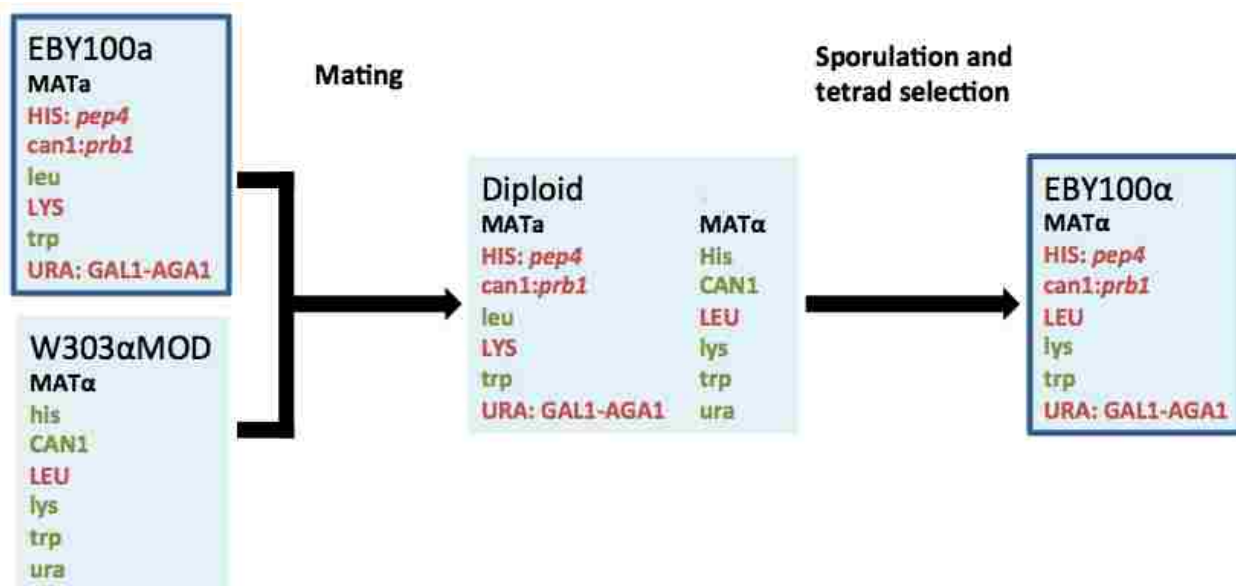 EBY100a
MATa
HIS: pep4
can1:prb1
leu
LYS
trp
URA: GAL1-AGA1
W303αMOD
MATα
his
CAN1
LEU
lys
trp
ura
Mating
Diploid
MATa MATα
HIS: pep4 His
can1:prb1 CAN1
leu LEU
LYS lys
trp trp
URA: GAL1-AGA1 ura
Sporulation and
tetrad selection
EBY100α
MATα
HIS: pep4
can1:prb1
LEU
lys
trp
URA: GAL1-AGA1